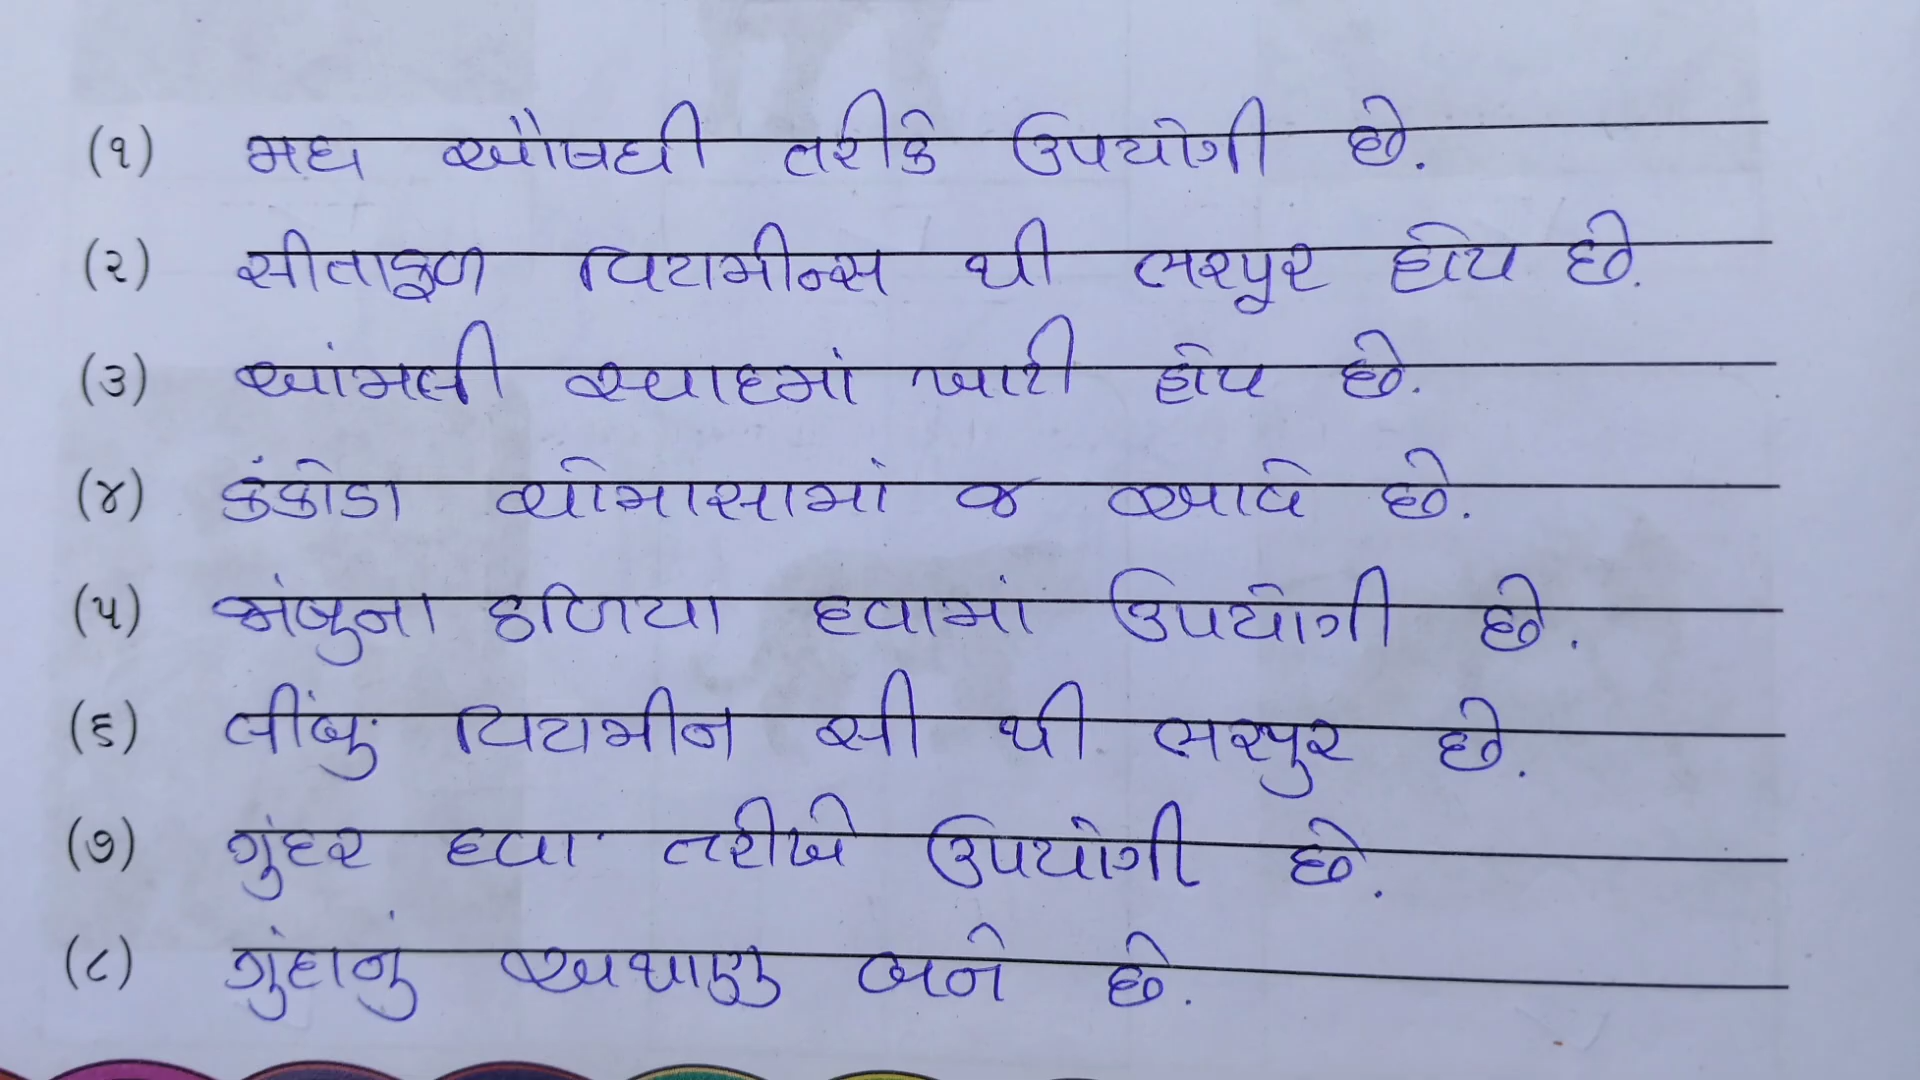 (૧) મધ ઔષધી તરીકે ઉપયોગી છે.
(૨) સીતાફળ વિટામીન્સ થી ભરપૂર હોય છે.
(૩) આંમલી સ્વાદમાં ખાટી હોય છે.
(૪) કંકોડા ચોમાસામાં જ આવે છે.
(૫) જાંબુના ઠળિયા દવામાં ઉપયોગી છે.
(૬) લીંબુ વિટામીન સી થી ભરપુર છે.
(૭) ગુંદર દવા તરીખે ઉપયોગી છે.
(૮) ગુંદાનું અથાણુ બને છે.